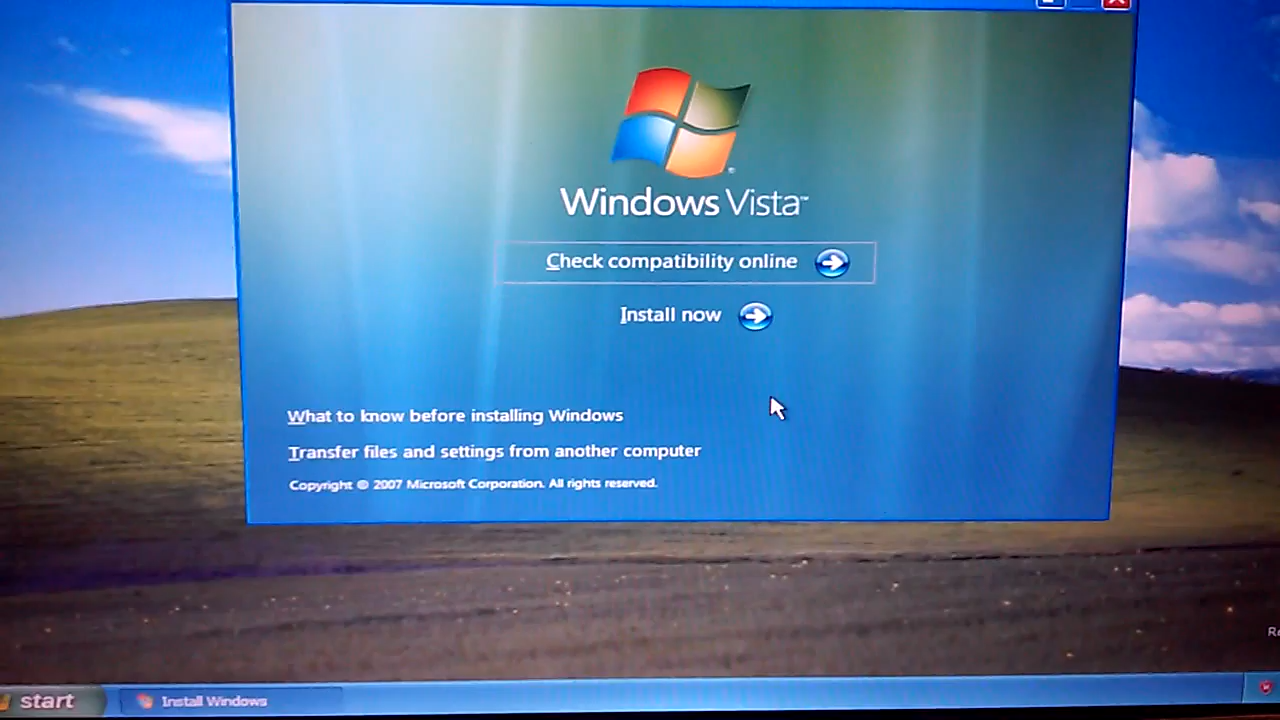 Windows Vista™
Check compatibility online
Install now
What to know before installing Windows
Transfer files and settings from another computer
Copyright © 2007 Microsoft Corporation. All rights reserved.
start
Install Windows